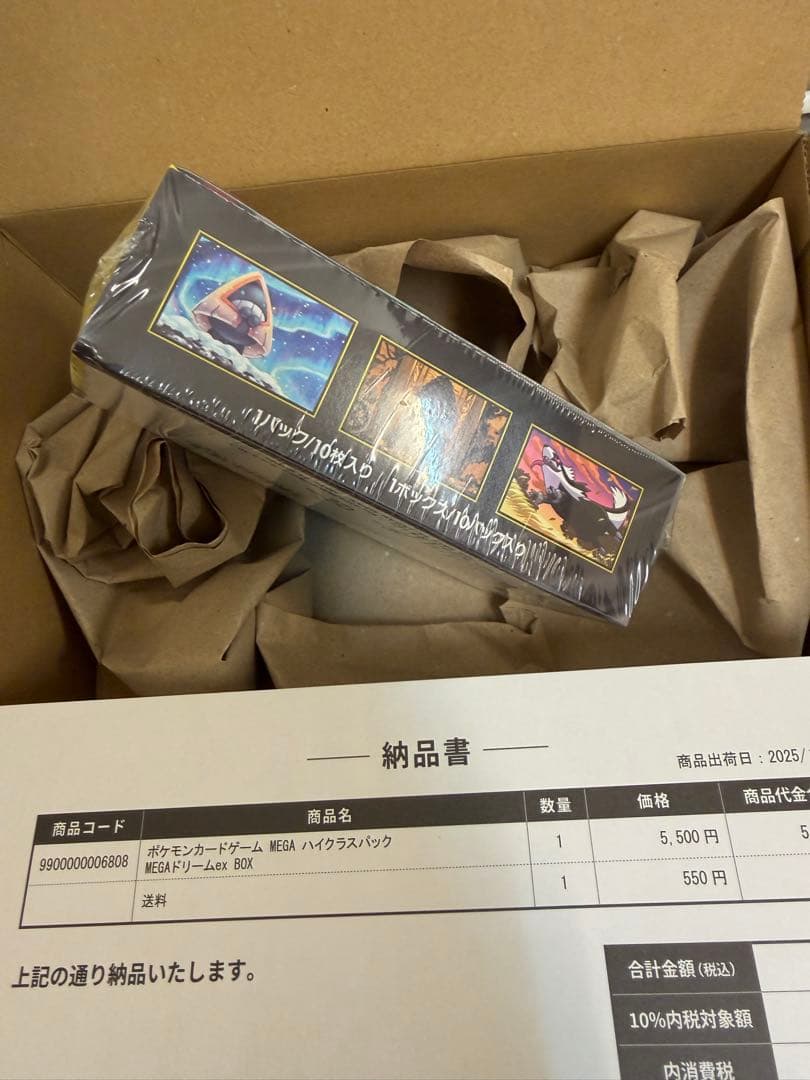 1パック/10枚入り 1ボックス/10パック入り
納品書
商品出荷日:2025/
商品コード 商品名 数量 価格 商品代金
9900000006808 ポケモンカードゲーム MEGA ハイクラスパック 1 5,500円 5
MEGAドリームex BOX
送料 1 550円
上記の通り納品いたします。
合計金額(税込)
10%内税対象額
内消費税